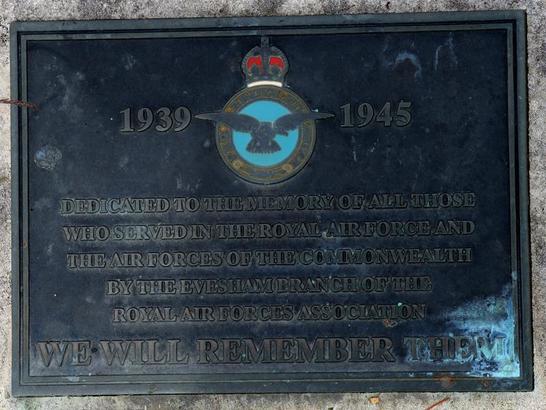 1939 1945
DEDICATED TO THE MEMORY OF ALL THOSE
WHO SERVED IN THE ROYAL AIR FORCE AND
THE AIR FORCES OF THE COMMONWEALTH
BY THE EVESHAM BRANCH OF THE
ROYAL AIR FORCES ASSOCIATION
WE WILL REMEMBER THEM